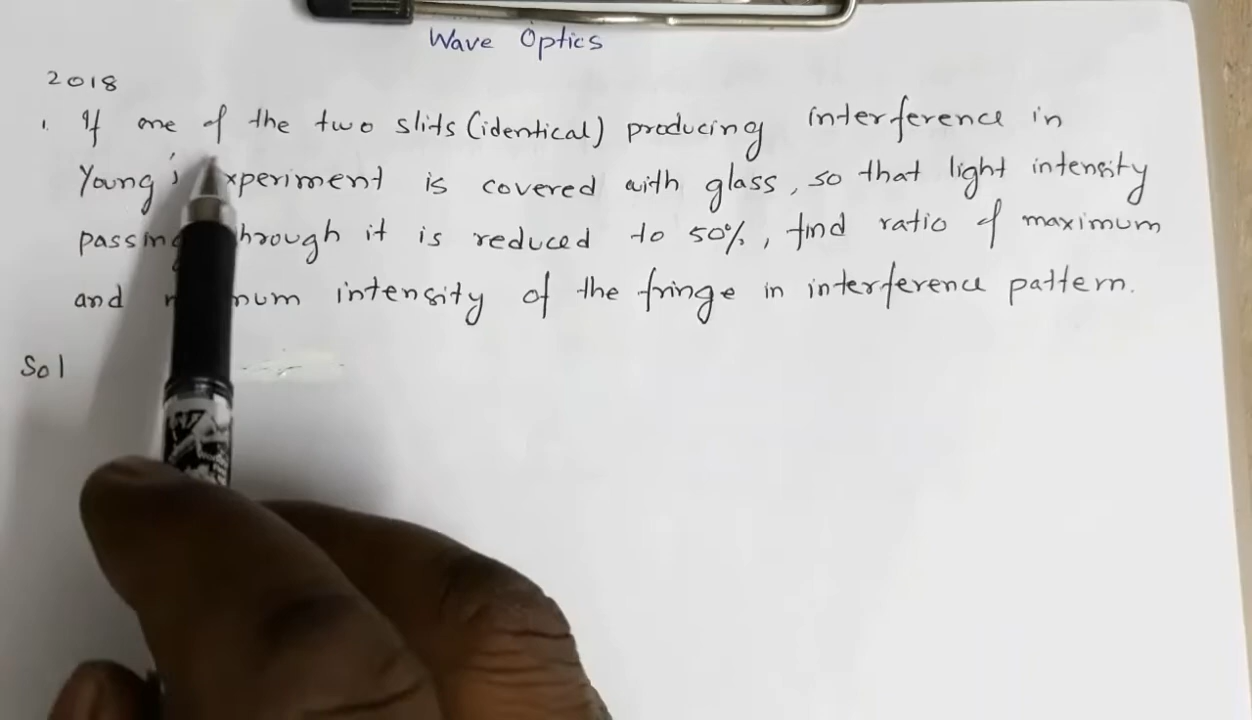 Wave Optics
2018
1. If one of the two slits (identical) producing interference in
Young's xperiment is covered with glass, so that light intensity
passing hrough it is reduced to 50%, find ratio of maximum
and num intensity of the fringe in interference pattern.
Sol